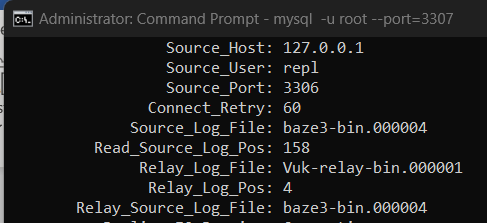 Administrator: Command Prompt - mysql -u root --port=3307
Source_Host: 127.0.0.1
Source_User: repl
Source_Port: 3306
Connect_Retry: 60
Source_Log_File: baze3-bin.000004
Read_Source_Log_Pos: 158
Relay_Log_File: Vuk-relay-bin.000001
Relay_Log_Pos: 4
Relay_Source_Log_File: baze3-bin.000004